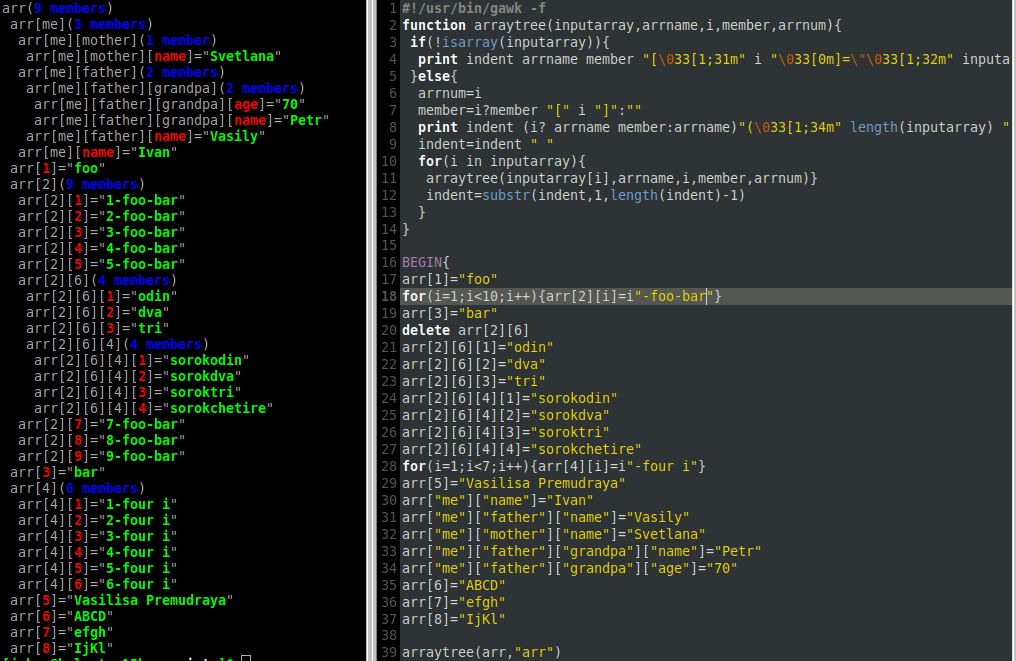 arr(9 members)
 arr[me](3 members)
  arr[me][mother](1 member)
   arr[me][mother][name]="Svetlana"
  arr[me][father](2 members)
   arr[me][father][grandpa](2 members)
    arr[me][father][grandpa][age]="70"
    arr[me][father][grandpa][name]="Petr"
   arr[me][father][name]="Vasily"
  arr[me][name]="Ivan"
 arr[1]="foo"
 arr[2](9 members)
  arr[2][1]="1-foo-bar"
  arr[2][2]="2-foo-bar"
  arr[2][3]="3-foo-bar"
  arr[2][4]="4-foo-bar"
  arr[2][5]="5-foo-bar"
  arr[2][6](4 members)
   arr[2][6][1]="odin"
   arr[2][6][2]="dva"
   arr[2][6][3]="tri"
   arr[2][6][4](4 members)
    arr[2][6][4][1]="sorokodin"
    arr[2][6][4][2]="sorokdva"
    arr[2][6][4][3]="soroktri"
    arr[2][6][4][4]="sorokchetire"
  arr[2][7]="7-foo-bar"
  arr[2][8]="8-foo-bar"
  arr[2][9]="9-foo-bar"
 arr[3]="bar"
 arr[4](6 members)
  arr[4][1]="1-four i"
  arr[4][2]="2-four i"
  arr[4][3]="3-four i"
  arr[4][4]="4-four i"
  arr[4][5]="5-four i"
  arr[4][6]="6-four i"
 arr[5]="Vasilisa Premudraya"
 arr[6]="ABCD"
 arr[7]="efgh"
 arr[8]="IjKl"
1 #!/usr/bin/gawk -f
2 function arraytree(inputarray,arrname,i,member,arrnum){
3  if(!isarray(inputarray)){
4   print indent arrname member "[\033[1;31m" i "\033[0m]=\"\033[1;32m" inputa
5  }else{
6   arrnum=i
7   member=i?member "[" i "]":""
8   print indent (i? arrname member:arrname)"(\033[1;34m" length(inputarray) "
9   indent=indent " "
10   for(i in inputarray){
11    arraytree(inputarray[i],arrname,i,member,arrnum)}
12    indent=substr(indent,1,length(indent)-1)
13   }
14 }
15
16 BEGIN{
17 arr[1]="foo"
18 for(i=1;i<10;i++){arr[2][i]=i"-foo-bar"}
19 arr[3]="bar"
20 delete arr[2][6]
21 arr[2][6][1]="odin"
22 arr[2][6][2]="dva"
23 arr[2][6][3]="tri"
24 arr[2][6][4][1]="sorokodin"
25 arr[2][6][4][2]="sorokdva"
26 arr[2][6][4][3]="soroktri"
27 arr[2][6][4][4]="sorokchetire"
28 for(i=1;i<7;i++){arr[4][i]=i"-four i"}
29 arr[5]="Vasilisa Premudraya"
30 arr["me"]["name"]="Ivan"
31 arr["me"]["father"]["name"]="Vasily"
32 arr["me"]["mother"]["name"]="Svetlana"
33 arr["me"]["father"]["grandpa"]["name"]="Petr"
34 arr["me"]["father"]["grandpa"]["age"]="70"
35 arr[6]="ABCD"
36 arr[7]="efgh"
37 arr[8]="IjKl"
38
39 arraytree(arr,"arr")